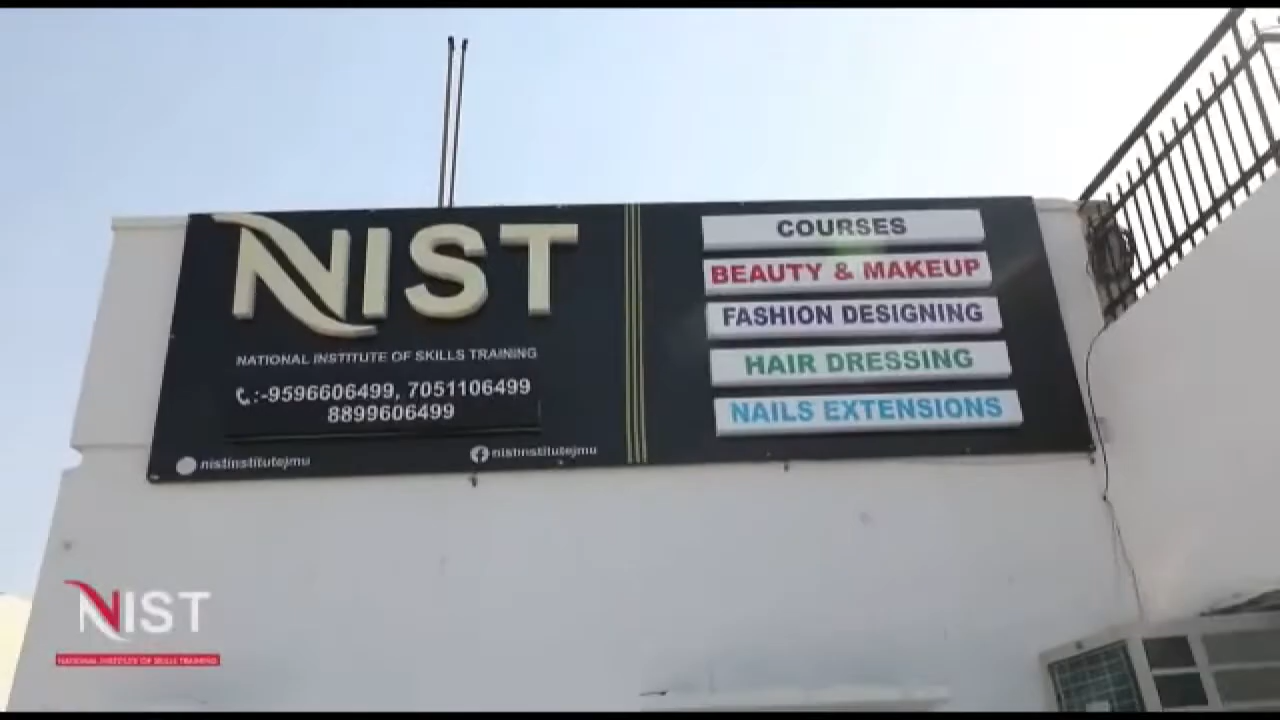 NIST
NATIONAL INSTITUTE OF SKILLS TRAINING
:-9596606499, 7051106499
8899606499
nistinstitutejmu
nistinstitutejmu
COURSES
BEAUTY & MAKEUP
FASHION DESIGNING
HAIR DRESSING
NAILS EXTENSIONS
NIST
NATIONAL INSTITUTE OF SKILLS TRAINING